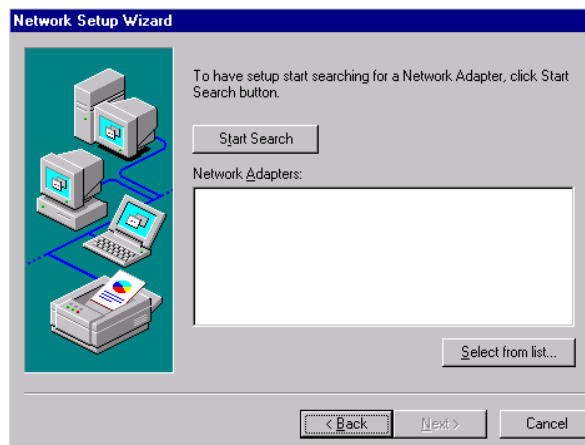 Network Setup Wizard
To have setup start searching for a Network Adapter, click Start
Search button.
Start Search
Network Adapters:
Select from list...
< Back
Next >
Cancel